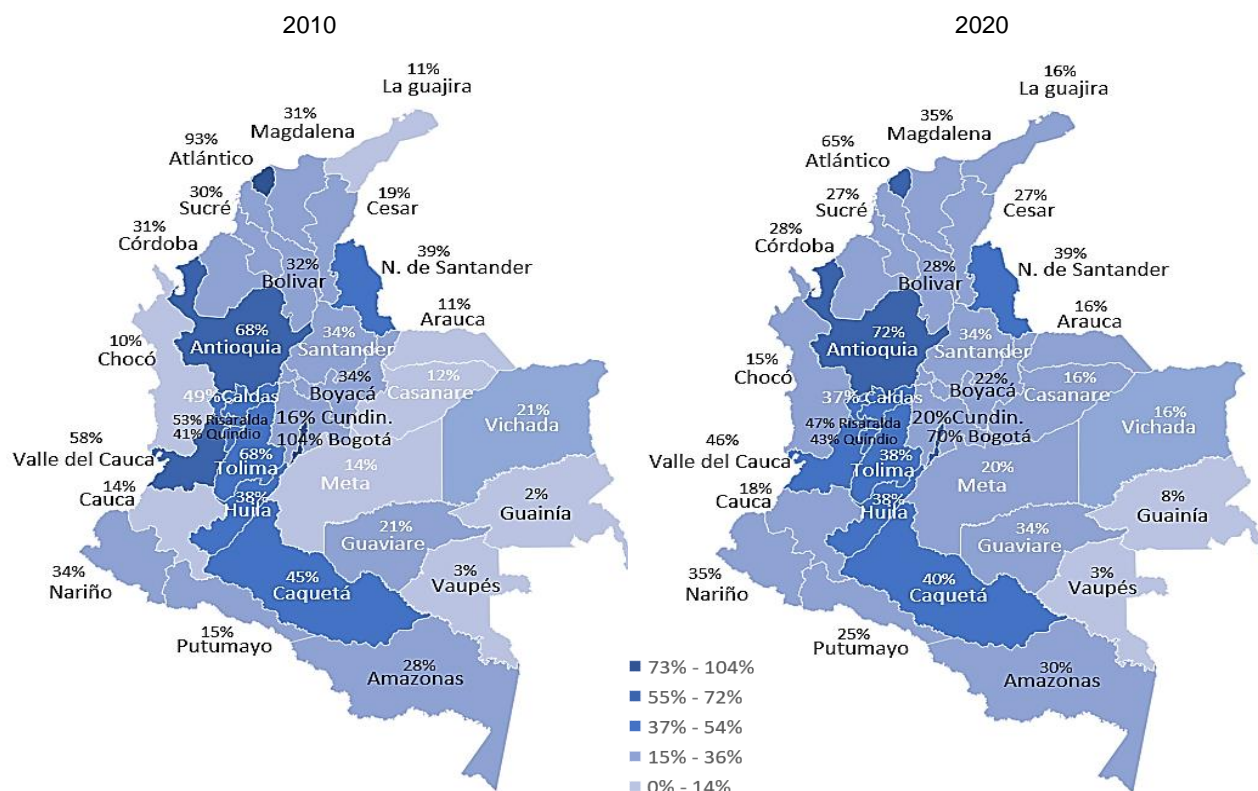 2010
11%
La guajira
31%
Magdalena
93%
Atlántico
30%
Sucré
19%
Cesar
31%
Córdoba
39%
N. de Santander
32%
Bolivar
11%
Arauca
68%
Antioquia
34%
Santander
10%
Chocó
12%
Casanare
34%
Boyacá
49%Caldas
21%
Vichada
53% Risaralda
41% Quindio
16% Cundin.
104% Bogotá
58%
Valle del Cauca
68%
Tolima
14%
Meta
14%
Cauca
38%
Huila
2%
Guainía
21%
Guaviare
34%
Nariño
45%
Caquetá
3%
Vaupés
15%
Putumayo
28%
Amazonas
2020
16%
La guajira
35%
Magdalena
65%
Atlántico
27%
Sucré
27%
Cesar
28%
Córdoba
39%
N. de Santander
28%
Bolivar
16%
Arauca
72%
Antioquia
34%
Santander
15%
Chocó
16%
Casanare
22%
Boyacá
37%Caldas
16%
Vichada
47% Risaralda
43% Quindio
20%Cundin.
70% Bogotá
46%
Valle del Cauca
38%
Tolima
20%
Meta
18%
Cauca
38%
Huila
8%
Guainía
34%
Guaviare
35%
Nariño
40%
Caquetá
3%
Vaupés
25%
Putumayo
30%
Amazonas
73% - 104%
55% - 72%
37% - 54%
15% - 36%
0% - 14%